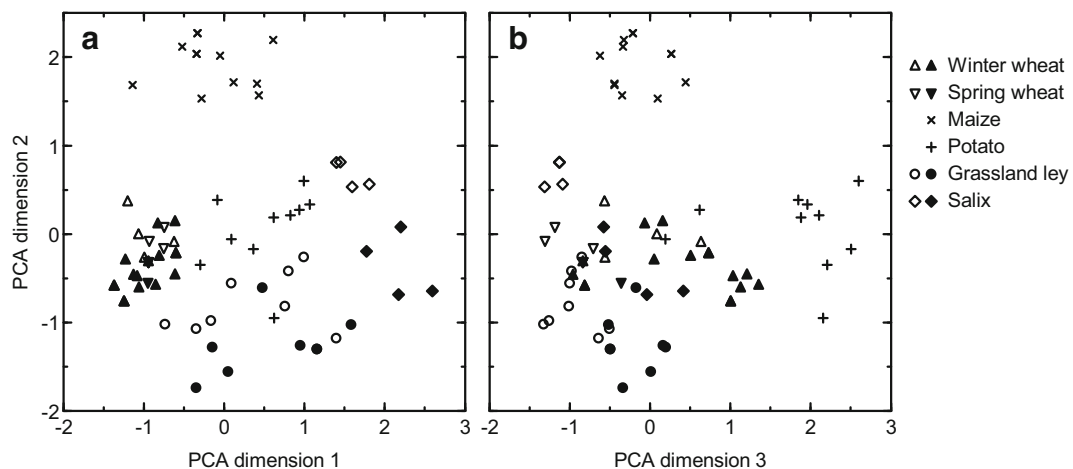 a
b
PCA dimension 2
2
1
0
-1
-2
-2 -1 0 1 2 3
-2 -1 0 1 2 3
PCA dimension 1
PCA dimension 3
Winter wheat
Spring wheat
Maize
Potato
Grassland ley
Salix